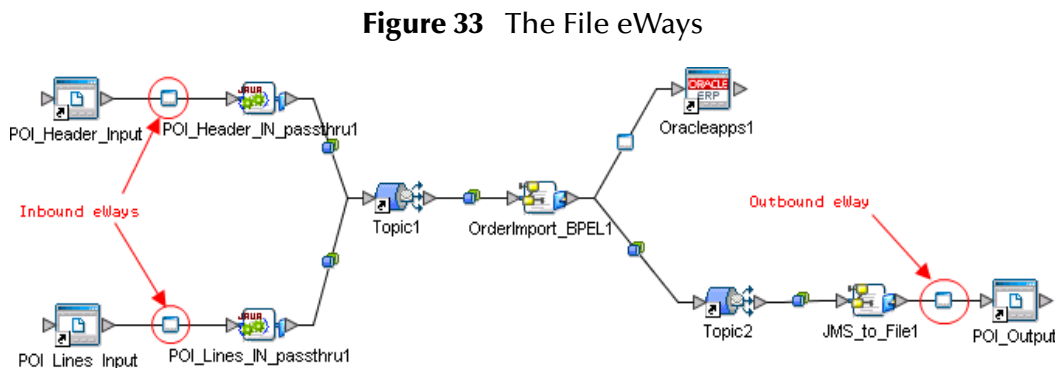 Figure 33 The File eWays
POI_Header_Input
JAVA
POI_Header_IN_passthru1
ORACLE
ERP
Oracleapps1
Inbound eWays
Topic1
OrderImport_BPEL1
Outbound eWay
POI_Lines_Input
JAVA
POI_Lines_IN_passthru1
Topic2
JMS_to_File1
POI_Output